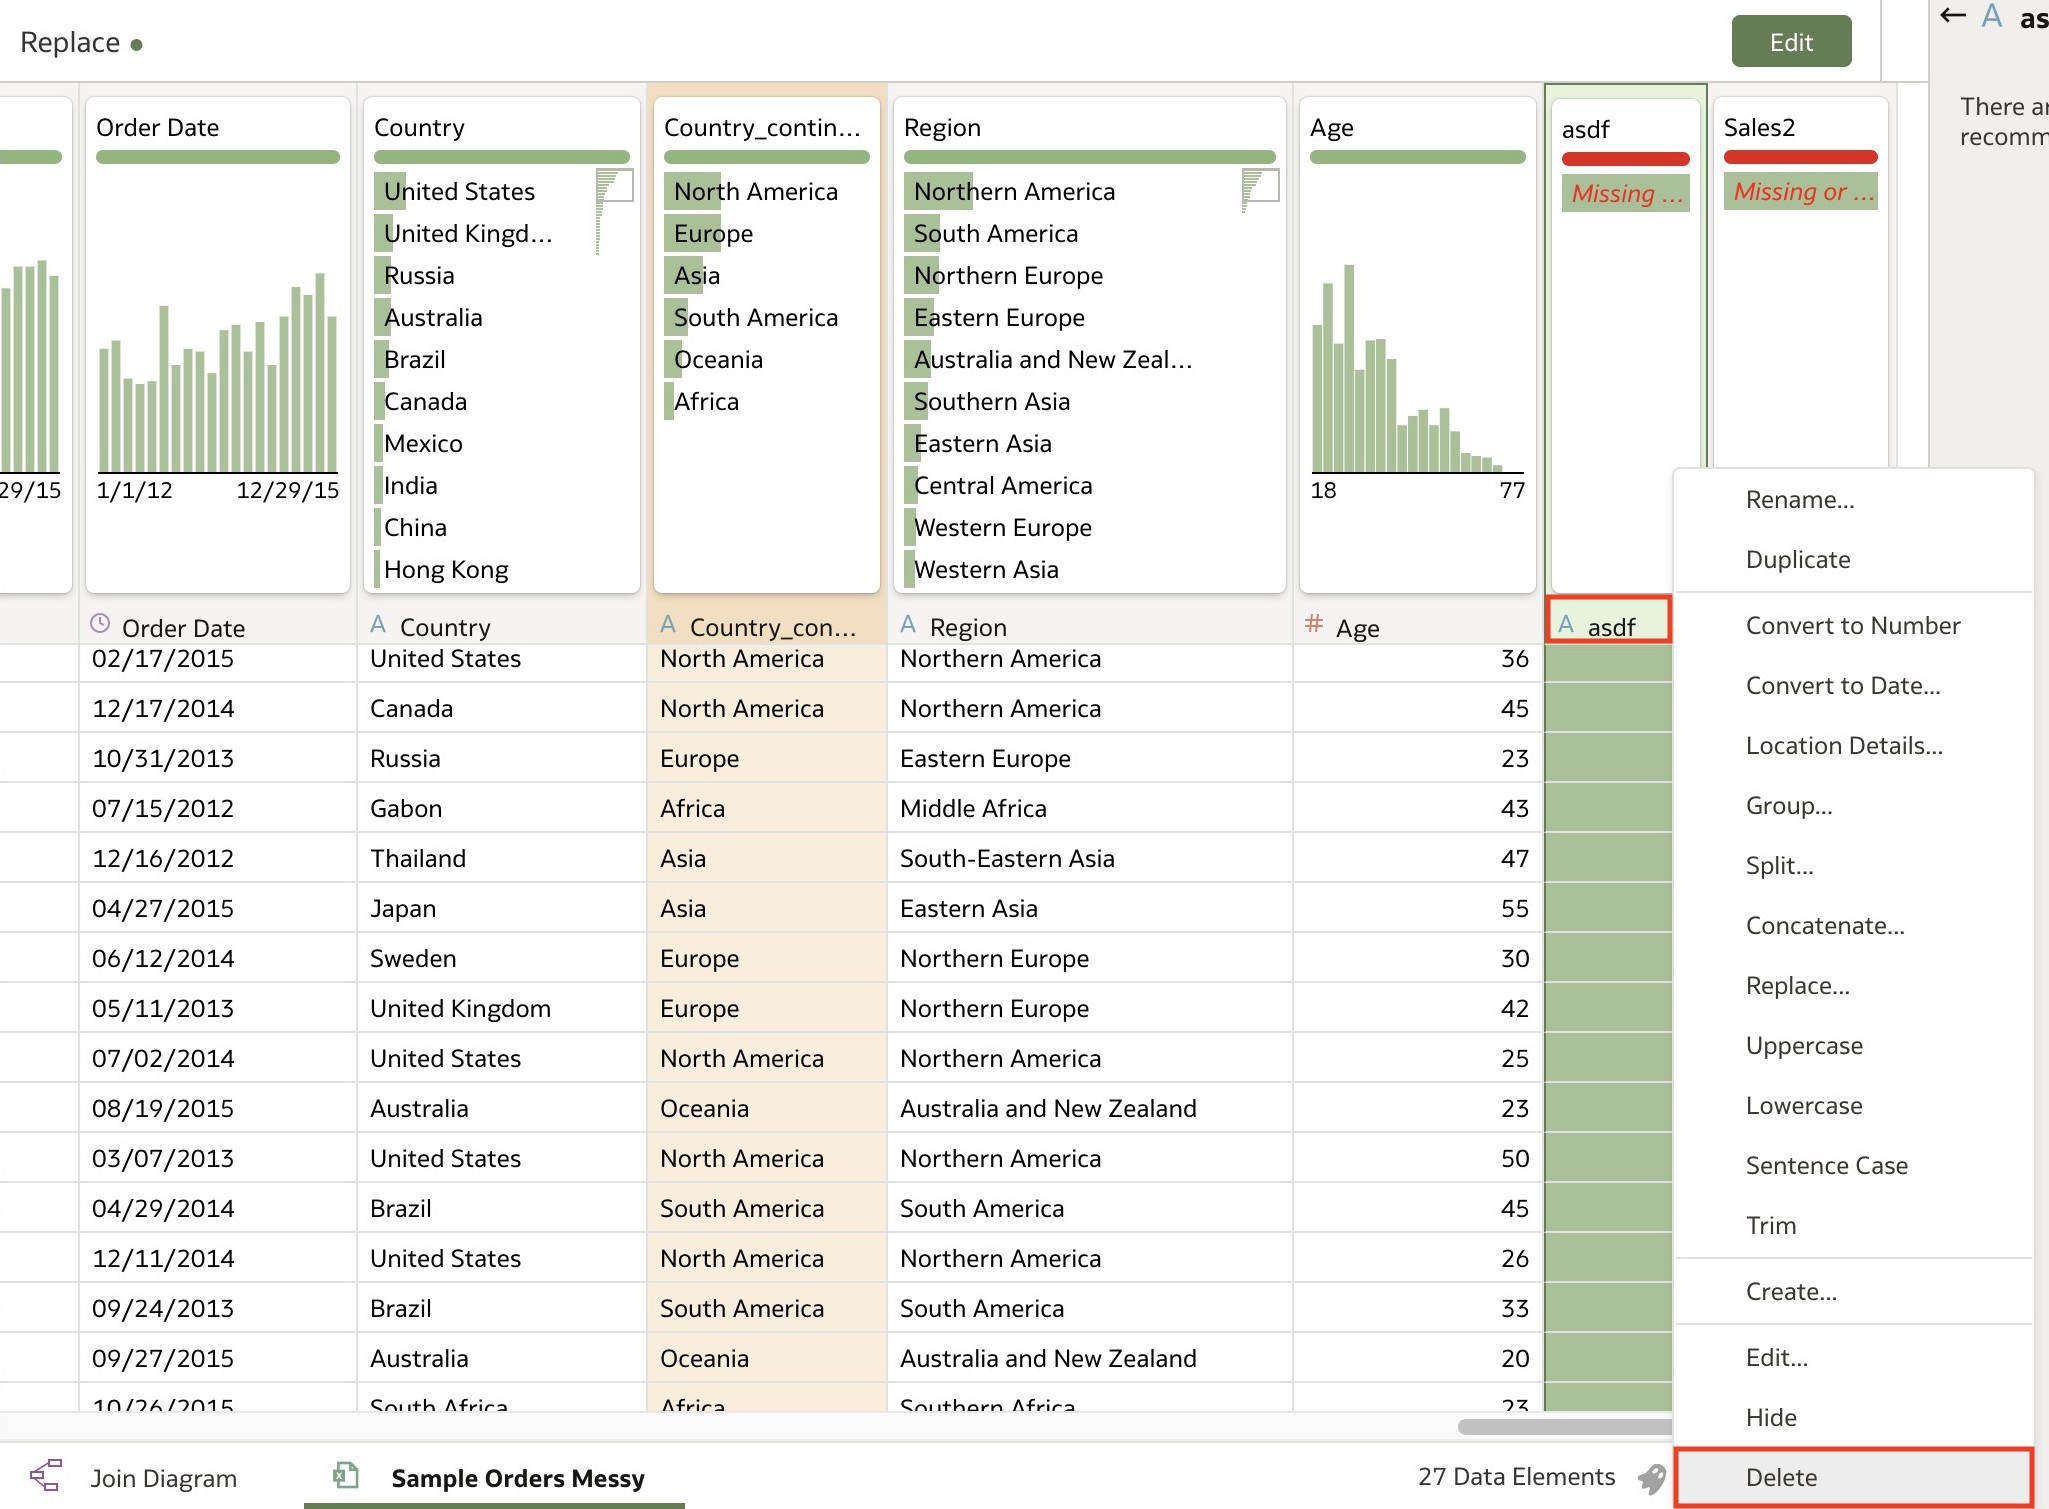 Replace
Edit
A as
There ar
recomm
Order Date
1/1/12 12/29/15
29/15
Country
United States
United Kingd...
Russia
Australia
Brazil
Canada
Mexico
India
China
Hong Kong
Country_contin...
North America
Europe
Asia
South America
Oceania
Africa
Region
Northern America
South America
Northern Europe
Eastern Europe
Australia and New Zeal...
Southern Asia
Eastern Asia
Central America
Western Europe
Western Asia
Age
18 77
asdf
Missing ...
Sales2
Missing or ...
Order Date A Country A Country_con... A Region # Age A asdf
02/17/2015 United States North America Northern America 36
12/17/2014 Canada North America Northern America 45
10/31/2013 Russia Europe Eastern Europe 23
07/15/2012 Gabon Africa Middle Africa 43
12/16/2012 Thailand Asia South-Eastern Asia 47
04/27/2015 Japan Asia Eastern Asia 55
06/12/2014 Sweden Europe Northern Europe 30
05/11/2013 United Kingdom Europe Northern Europe 42
07/02/2014 United States North America Northern America 25
08/19/2015 Australia Oceania Australia and New Zealand 23
03/07/2013 United States North America Northern America 50
04/29/2014 Brazil South America South America 45
12/11/2014 United States North America Northern America 26
09/24/2013 Brazil South America South America 33
09/27/2015 Australia Oceania Australia and New Zealand 20
10/26/2015 South Africa Africa Southern Africa 23
Rename...
Duplicate
Convert to Number
Convert to Date...
Location Details...
Group...
Split...
Concatenate...
Replace...
Uppercase
Lowercase
Sentence Case
Trim
Create...
Edit...
Hide
Delete
Join Diagram Sample Orders Messy 27 Data Elements